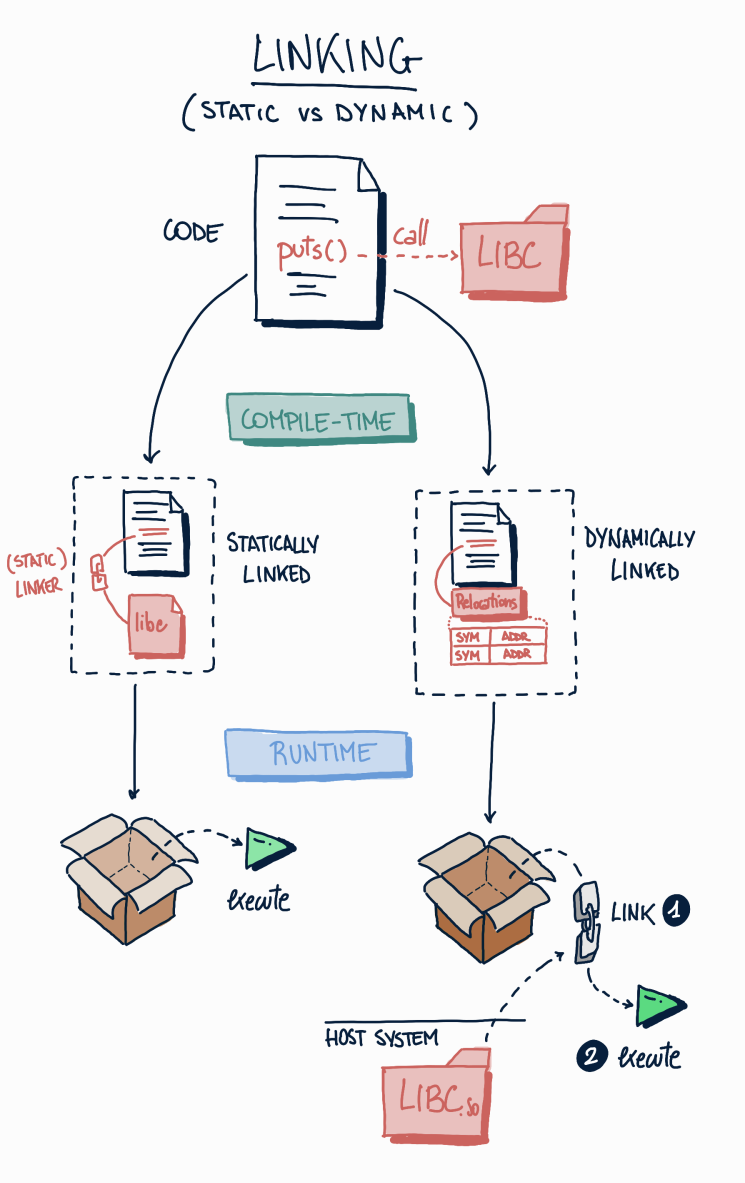 LINKING
(STATIC vs DYNAMIC)
CODE
puts()
call
LIBC
COMPILE-TIME
(STATIC)
LINKER
libc
STATICALLY
LINKED
Relocations
SYM ADDR
SYM ADDR
DYNAMICALLY
LINKED
RUNTIME
execute
LINK 1
HOST SYSTEM
LIBC.so
2 execute